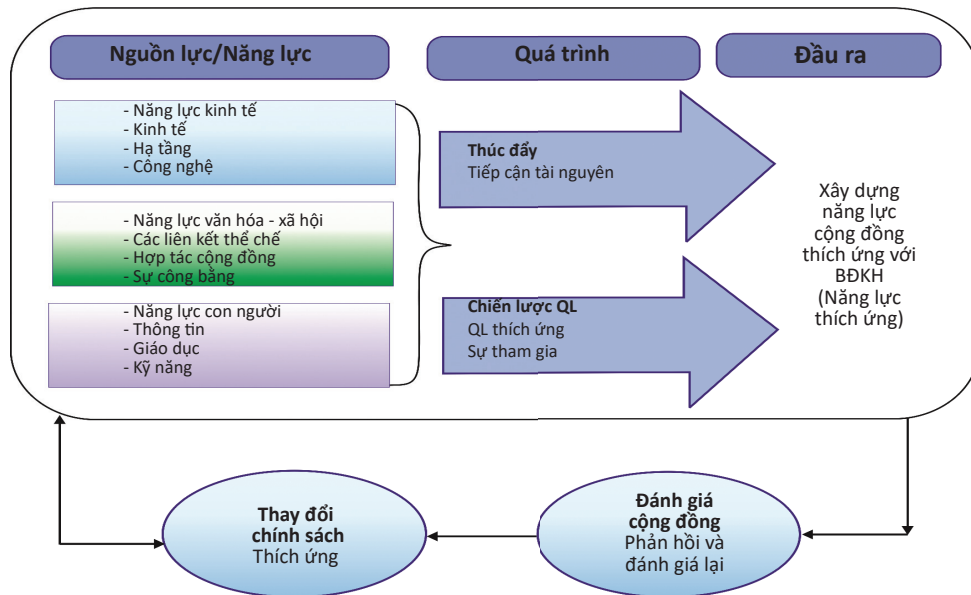 Nguồn lực/Năng lực
Quá trình
Đầu ra
- Năng lực kinh tế
- Kinh tế
- Hạ tầng
- Công nghệ
- Năng lực văn hóa - xã hội
- Các liên kết thể chế
- Hợp tác cộng đồng
- Sự công bằng
- Năng lực con người
- Thông tin
- Giáo dục
- Kỹ năng
Thúc đẩy
Tiếp cận tài nguyên
Chiến lược QL
QL thích ứng
Sự tham gia
Xây dựng
năng lực
cộng đồng
thích ứng với
BĐKH
(Năng lực
thích ứng)
Thay đổi
chính sách
Thích ứng
Đánh giá
cộng đồng
Phản hồi và
đánh giá lại